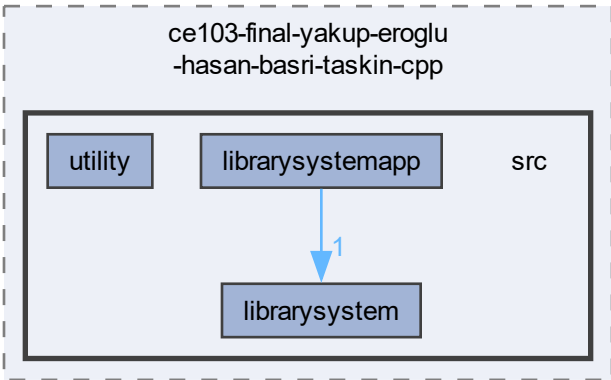 ce103-final-yakup-eroglu
-hasan-basri-taskin-cpp
utility
librarysystemapp
src
1
librarysystem